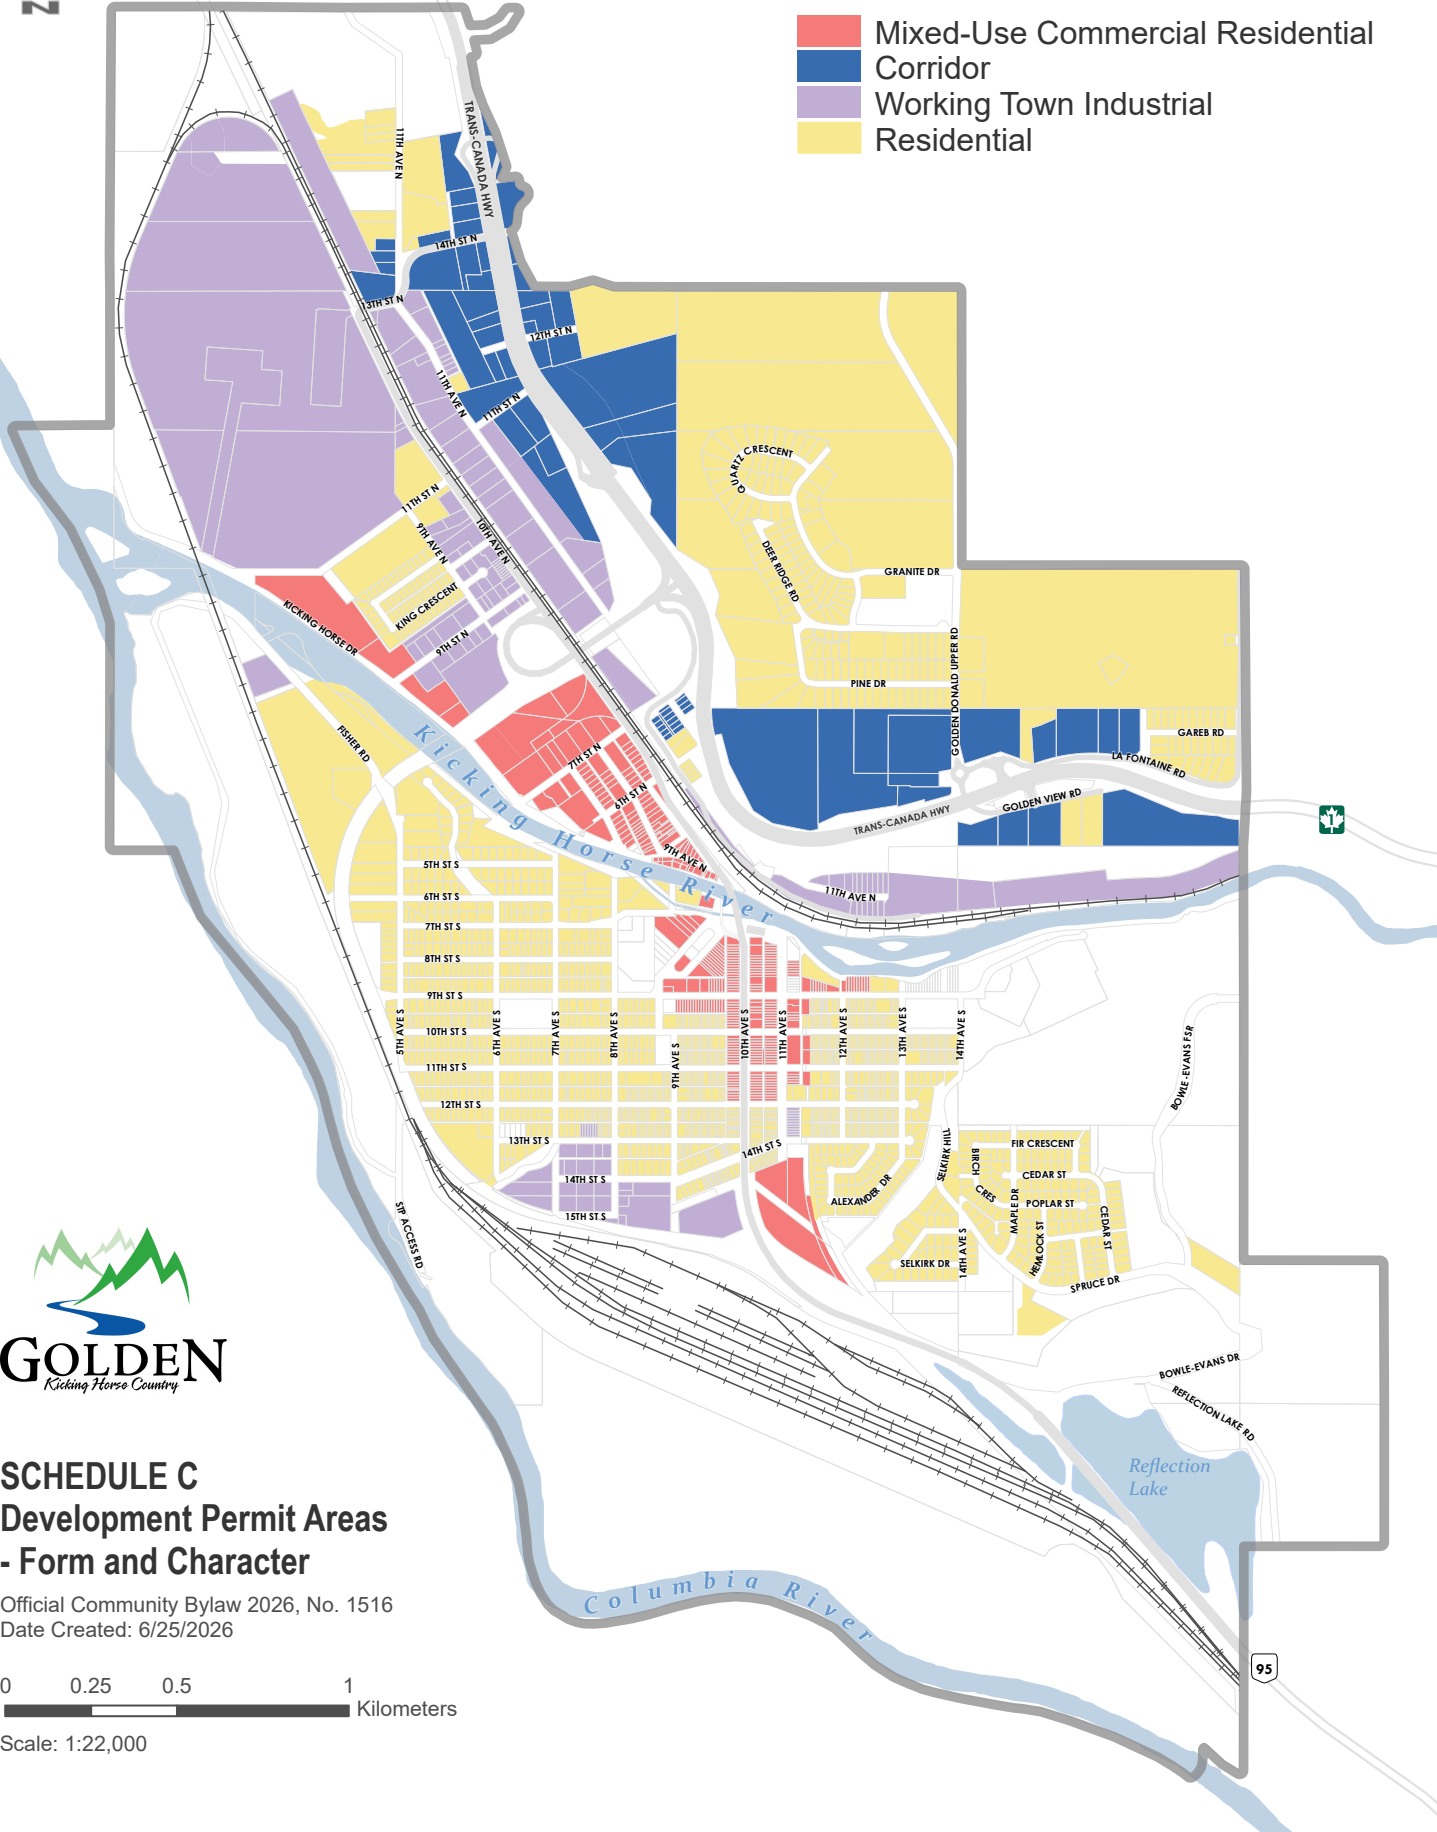 Z
Mixed-Use Commercial Residential
Corridor
Working Town Industrial
Residential
TRANS-CANADA HWY
11TH AVE N
14TH ST N
13TH ST N
12TH ST N
11TH AVE N
11TH ST N
QUARTZ CRESCENT
11TH ST N
9TH AVE N
10TH AVE N
DEER RIDGE RD
GRANITE DR
KING CRESCENT
KICKING HORSE DR
9TH ST N
GOLDEN DONALD UPPER RD
PINE DR
FISHER RD
Kicking Horse River
7TH ST N
6TH ST N
9TH AVE N
GAREB RD
LA FONTAINE RD
GOLDEN VIEW RD
TRANS-CANADA HWY
1
11TH AVE N
5TH ST S
6TH ST S
7TH ST S
8TH ST S
9TH ST S
10TH ST S
11TH ST S
12TH ST S
13TH ST S
14TH ST S
15TH ST S
5TH AVE S
6TH AVE S
7TH AVE S
8TH AVE S
9TH AVE S
10TH AVE S
11TH AVE S
12TH AVE S
13TH AVE S
14TH AVE S
14TH ST S
BOWLE-EVANS FSR
SELKIRK HILL
BIRCH CRES
FIR CRESCENT
CEDAR ST
POPLAR ST
MAPLE DR
HEMLOCK ST
CEDAR ST
ALEXANDER DR
SELKIRK DR
14TH AVE S
SPRUCE DR
STP ACCESS RD
BOWLE-EVANS DR
REFLECTION LAKE RD
Reflection
Lake
Columbia River
95
GOLDEN
Kicking Horse Country
SCHEDULE C
Development Permit Areas
- Form and Character
Official Community Bylaw 2026, No. 1516
Date Created: 6/25/2026
0 0.25 0.5 1
Kilometers
Scale: 1:22,000